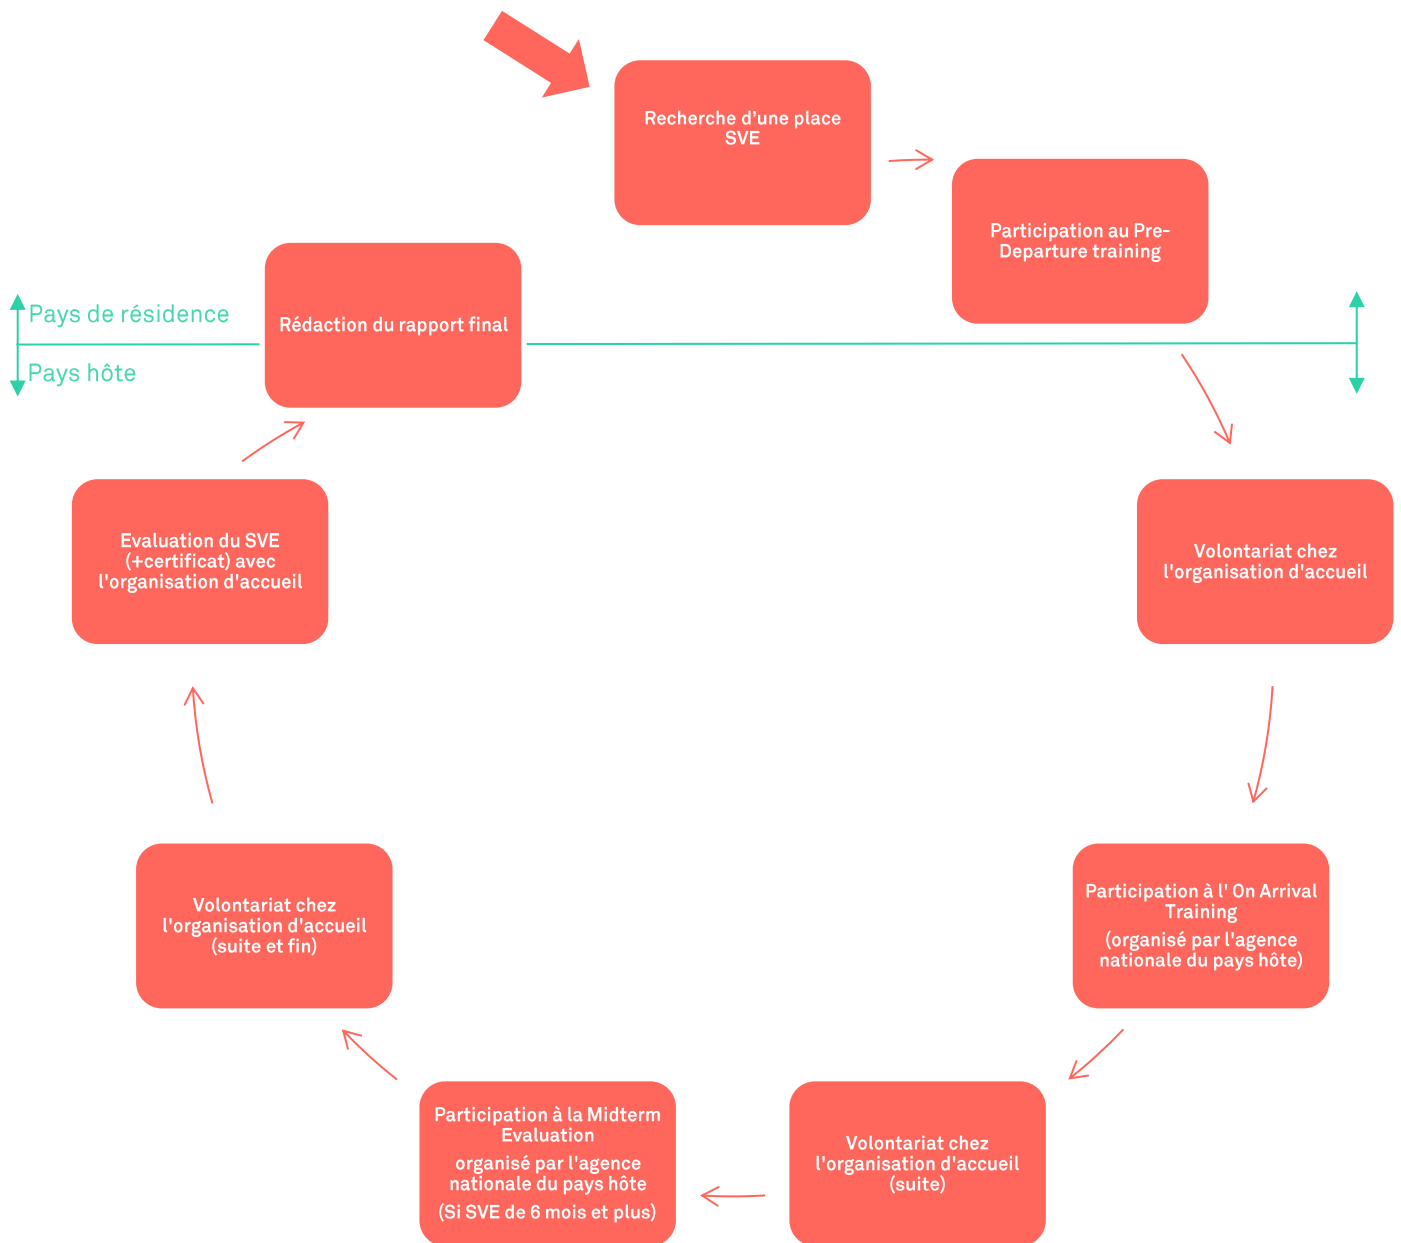 Recherche d'une place
SVE
Participation au Pre-
Departure training
Pays de résidence
Pays hôte
Rédaction du rapport final
Volontariat chez
l'organisation d'accueil
Participation à l' On Arrival
Training
(organisé par l'agence
nationale du pays hôte)
Volontariat chez
l'organisation d'accueil
(suite)
Participation à la Midterm
Evaluation
organisé par l'agence
nationale du pays hôte
(Si SVE de 6 mois et plus)
Volontariat chez
l'organisation d'accueil
(suite et fin)
Evaluation du SVE
(+certificat) avec
l'organisation d'accueil